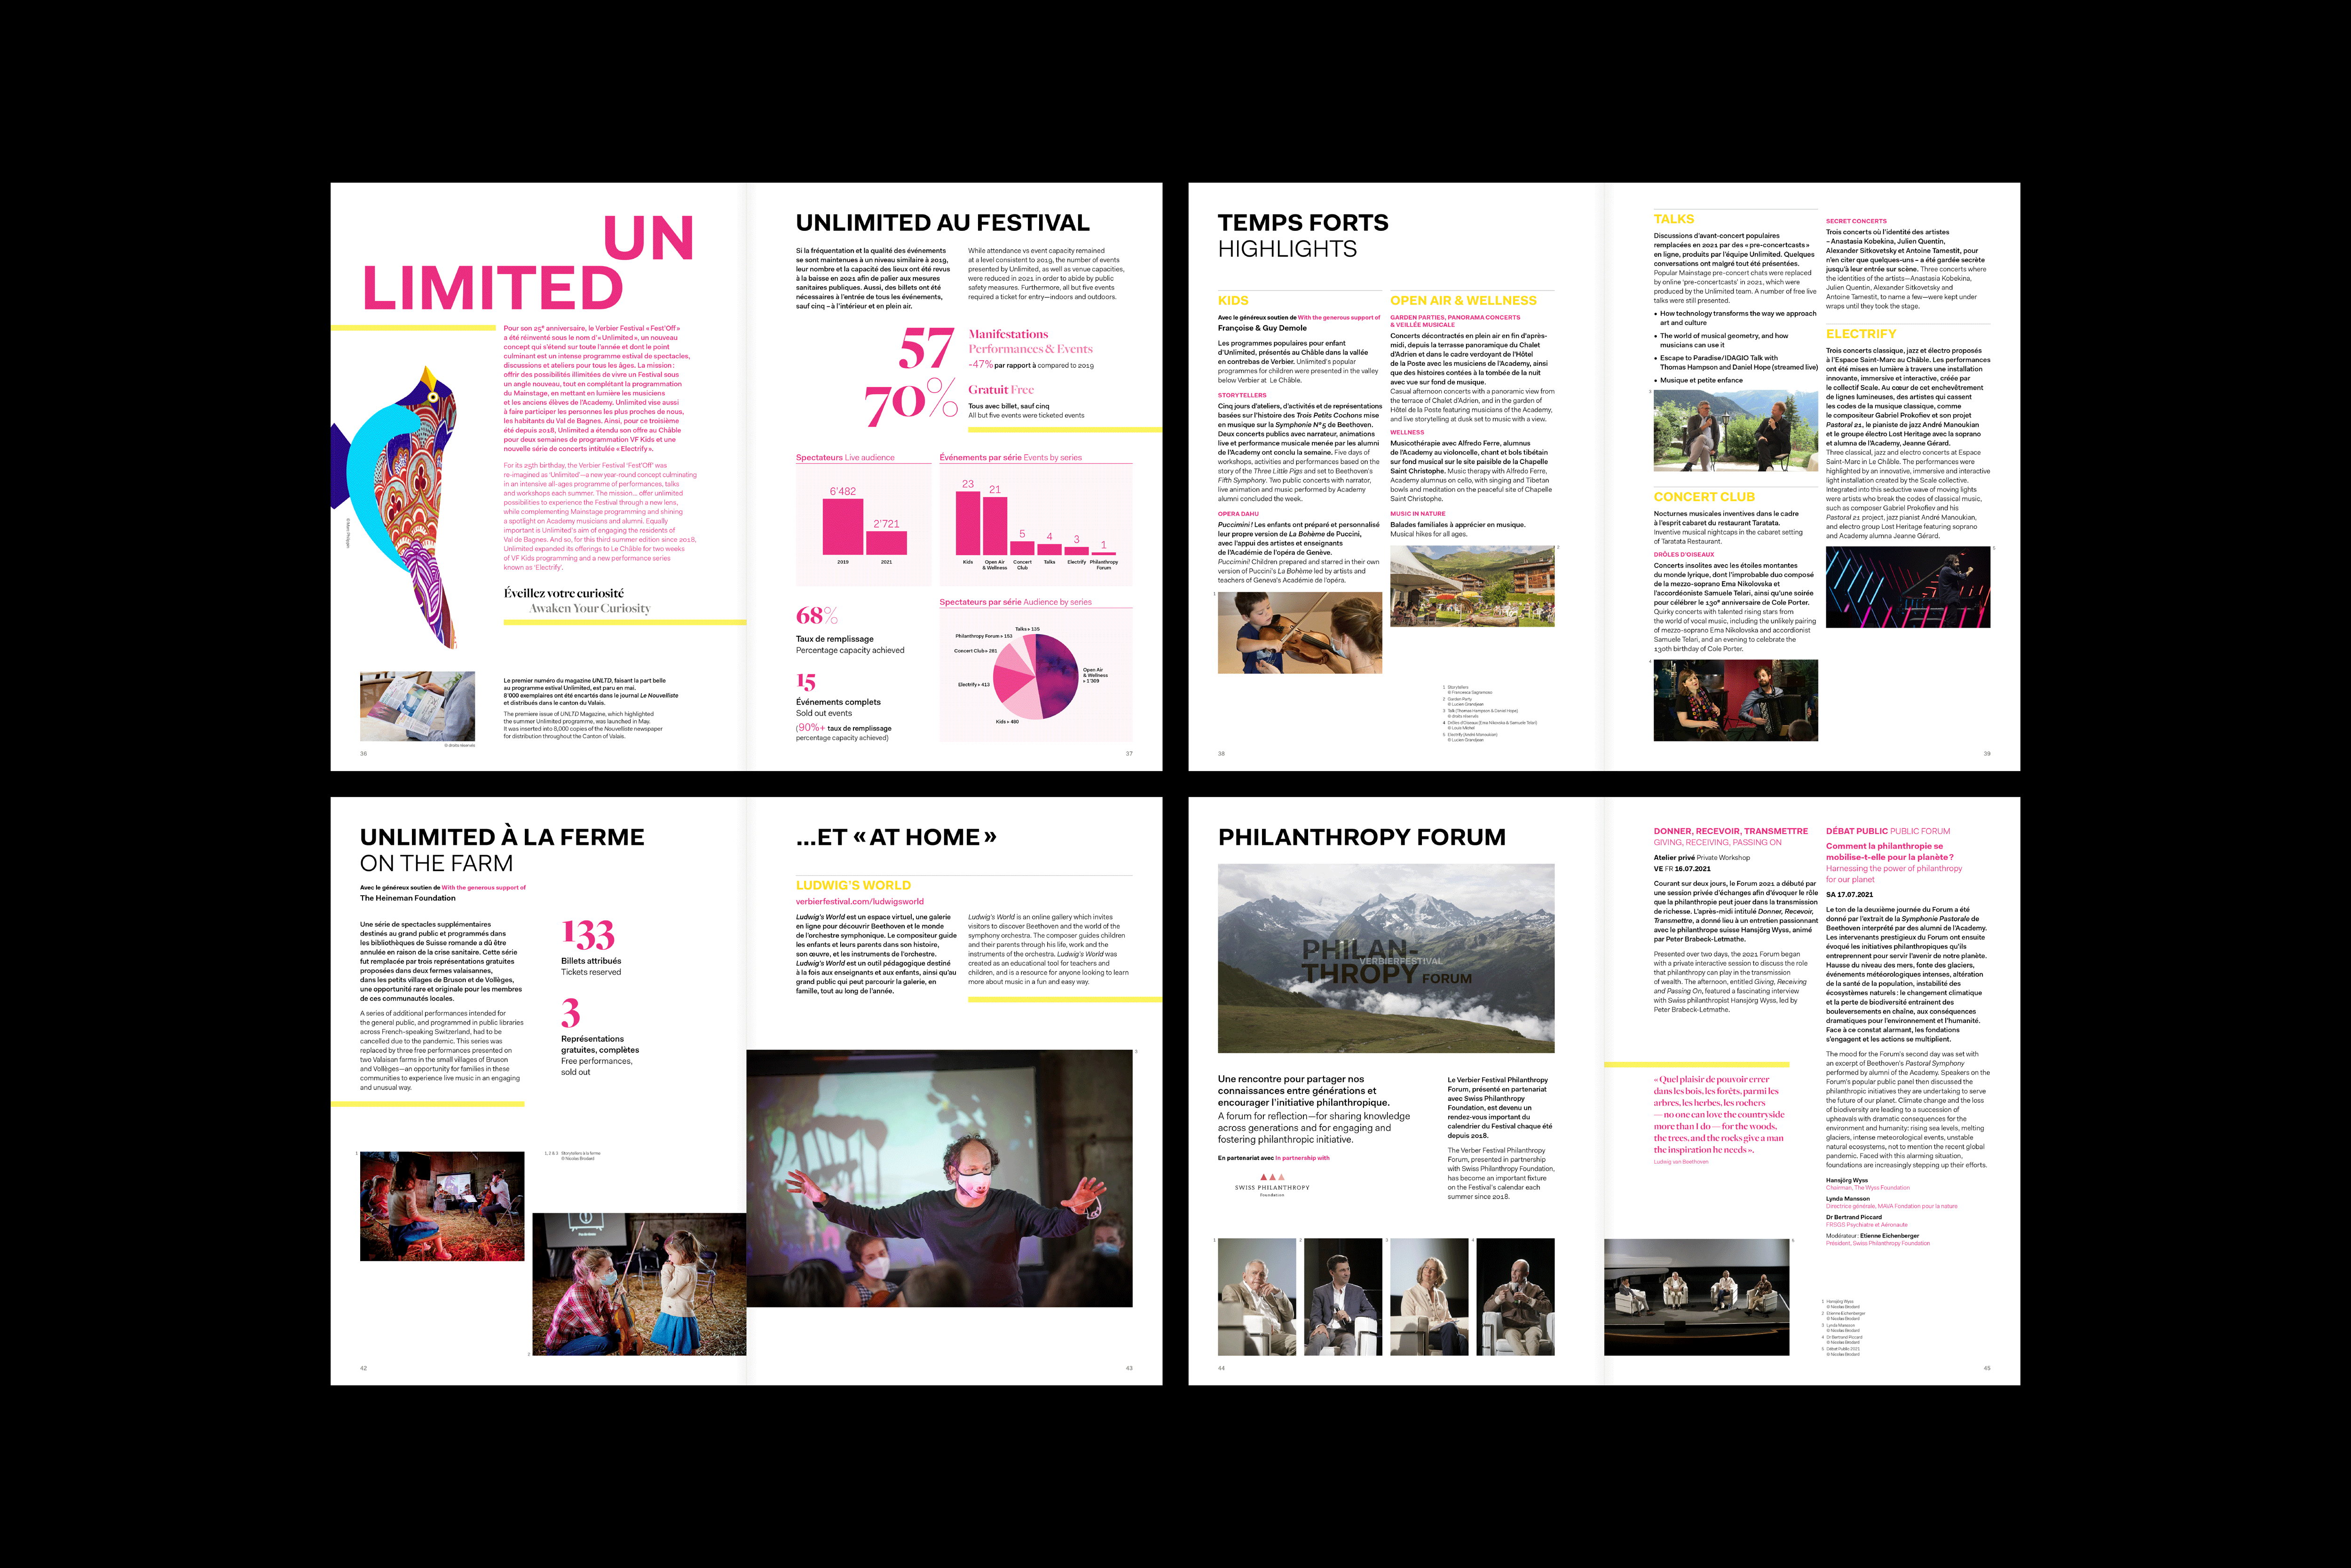 UN
LIMITED
Pour son 25e anniversaire, le Verbier Festival « Fest'Off »
a été réinventé sous le nom d'« Unlimited », un nouveau
concept qui s'étend sur toute l'année et dont le point
culminant est un intense programme estival de spectacles,
discussions et ateliers pour tous les âges. La mission :
offrir des possibilités illimitées de vivre un Festival sous
un angle nouveau, tout en complétant la programmation
du Mainstage, en mettant en lumière les musiciens
et les anciens élèves de l'Academy. Unlimited vise aussi
à faire participer les personnes les plus proches de nous,
les habitants du Val de Bagnes. Ainsi, pour ce troisième
été depuis 2018, Unlimited a étendu son offre au Châble
pour deux semaines de programmation VF Kids et une
nouvelle série de concerts intitulée « Electrify ».
For its 25th birthday, the Verbier Festival 'Fest'Off' was
re-imagined as 'Unlimited'—a new year-round concept culminating
in an intensive all-ages programme of performances, talks
and workshops each summer. The mission... offer unlimited
possibilities to experience the Festival through a new lens,
while complementing Mainstage programming and shining
a spotlight on Academy musicians and alumni. Equally
important is Unlimited's aim of engaging the residents of
Val de Bagnes. And so, for this third summer edition since 2018,
Unlimited expanded its offerings to Le Châble for two weeks
of VF Kids programming and a new performance series
known as 'Electrify'.
Éveillez votre curiosité
Awaken Your Curiosity
© droits réservés
Le premier numéro du magazine UNLTD, faisant la part belle
au programme estival Unlimited, est paru en mai.
8'000 exemplaires ont été encartés dans le journal Le Nouvelliste
et distribués dans le canton du Valais.
The premiere issue of UNLTD Magazine, which highlighted
the summer Unlimited programme, was launched in May.
It was inserted into 8,000 copies of the Nouvelliste newspaper
for distribution throughout the Canton of Valais.
36
UNLIMITED AU FESTIVAL
Si la fréquentation et la qualité des événements
se sont maintenues à un niveau similaire à 2019,
leur nombre et la capacité des lieux ont été revus
à la baisse en 2021 afin de palier aux mesures
sanitaires publiques. Aussi, des billets ont été
nécessaires à l'entrée de tous les événements,
sauf cinq – à l'intérieur et en plein air.
While attendance vs event capacity remained
at a level consistent to 2019, the number of events
presented by Unlimited, as well as venue capacities,
were reduced in 2021 in order to abide by public
safety measures. Furthermore, all but five events
required a ticket for entry—indoors and outdoors.
57
Manifestations
Performances & Events
-47% par rapport à compared to 2019
70%
Gratuit Free
Tous avec billet, sauf cinq
All but five events were ticketed events
Spectateurs Live audience
6'482
2'721
2019
2021
Événements par série Events by series
23
21
5
4
3
1
Kids
Open Air
& Wellness
Concert
Club
Talks
Electrify
Philanthropy
Forum
68%
Taux de remplissage
Percentage capacity achieved
15
Événements complets
Sold out events
(90%+ taux de remplissage
percentage capacity achieved)
Spectateurs par série Audience by series
Talks > 135
Philanthropy Forum > 153
Concert Club > 281
Electrify > 413
Kids > 480
Open Air
& Wellness
37
TEMPS FORTS
HIGHLIGHTS
KIDS
Avec le généreux soutien de With the generous support of
Françoise & Guy Demole
Les programmes populaires pour enfant
d'Unlimited, présentés au Châble dans la vallée
en contrebas de Verbier. Unlimited's popular
programmes for children were presented in the valley
below Verbier at Le Châble.
STORYTELLERS
Cinq jours d'ateliers, d'activités et de représentations
basées sur l'histoire des Trois Petits Cochons mise
en musique sur la Symphonie N° 5 de Beethoven.
Deux concerts publics avec narrateur, animations
live et performance musicale menée par les alumni
de l'Academy ont conclu la semaine. Five days of
workshops, activities and performances based on the
story of the Three Little Pigs and set to Beethoven's
Fifth Symphony. Two public concerts with narrator,
live animation and music performed by Academy
alumni concluded the week.
OPERA DAHU
Puccimini ! Les enfants ont préparé et personnalisé
leur propre version de La Bohème de Puccini,
avec l'appui des artistes et enseignants
de l'Académie de l'opéra de Genève.
Puccimini! Children prepared and starred in their own
version of Puccini's La Bohème led by artists and
teachers of Geneva's Académie de l'opéra.
1
OPEN AIR & WELLNESS
GARDEN PARTIES, PANORAMA CONCERTS
& VEILLÉE MUSICALE
Concerts décontractés en plein air en fin d'après-
midi, depuis la terrasse panoramique du Chalet
d'Adrien et dans le cadre verdoyant de l'Hôtel
de la Poste avec les musiciens de l'Academy, ainsi
que des histoires contées à la tombée de la nuit
avec vue sur fond de musique.
Casual afternoon concerts with a panoramic view from
the terrace of Chalet d'Adrien, and in the garden of
Hôtel de la Poste featuring musicians of the Academy,
and live storytelling at dusk set to music with a view.
WELLNESS
Musicothérapie avec Alfredo Ferre, alumnus
de l'Academy au violoncelle, chant et bols tibétain
sur fond musical sur le site paisible de la Chapelle
Saint Christophe. Music therapy with Alfredo Ferre,
Academy alumnus on cello, with singing and Tibetan
bowls and meditation on the peaceful site of Chapelle
Saint Christophe.
MUSIC IN NATURE
Balades familiales à apprécier en musique.
Musical hikes for all ages.
2
1 Storytellers
2 Garden Party
© Lucien Grandjean
3 Talk (Thomas Hampson & Daniel Hope)
© droits réservés
4 Drôles d'Oiseaux (Ema Nikolovska & Samuele Telari)
© Louis Michel
5 Electrify (André Manoukian)
© Lucien Grandjean
38
TALKS
Discussions d'avant-concert populaires
remplacées en 2021 par des « pre-concertcasts »
en ligne, produits par l'équipe Unlimited. Quelques
conversations ont malgré tout été présentées.
Popular Mainstage pre-concert chats were replaced
by online 'pre-concertcasts' in 2021, which were
produced by the Unlimited team. A number of free live
talks were still presented.
• How technology transforms the way we approach
art and culture
• The world of musical geometry, and how
musicians can use it
• Escape to Paradise/IDAGIO Talk with
Thomas Hampson and Daniel Hope (streamed live)
• Musique et petite enfance
3
CONCERT CLUB
Nocturnes musicales inventives dans le cadre
à l'esprit cabaret du restaurant Taratata.
Inventive musical nightcaps in the cabaret setting
of Taratata Restaurant.
DRÔLES D'OISEAUX
Concerts insolites avec les étoiles montantes
du monde lyrique, dont l'improbable duo composé
de la mezzo-soprano Ema Nikolovska et
l'accordéoniste Samuele Telari, ainsi qu'une soirée
pour célébrer le 130e anniversaire de Cole Porter.
Quirky concerts with talented rising stars from
the world of vocal music, including the unlikely pairing
of mezzo-soprano Ema Nikolovska and accordionist
Samuele Telari, and an evening to celebrate the
130th birthday of Cole Porter.
4
SECRET CONCERTS
Trois concerts où l'identité des artistes
– Anastasia Kobekina, Julien Quentin,
Alexander Sitkovetsky et Antoine Tamestit, pour
n'en citer que quelques-uns – a été gardée secrète
jusqu'à leur entrée sur scène. Three concerts where
the identities of the artists—Anastasia Kobekina,
Julien Quentin, Alexander Sitkovetsky and
Antoine Tamestit, to name a few—were kept under
wraps until they took the stage.
ELECTRIFY
Trois concerts classique, jazz et électro proposés
à l'Espace Saint-Marc au Châble. Les performances
ont été mises en lumière à travers une installation
innovante, immersive et interactive, créée par
le collectif Scale. Au cœur de cet enchevêtrement
de lignes lumineuses, des artistes qui cassent
les codes de la musique classique, comme
le compositeur Gabriel Prokofiev et son projet
Pastoral 21, le pianiste de jazz André Manoukian
et le groupe électro Lost Heritage avec la soprano
et alumna de l'Academy, Jeanne Gérard.
Three classical, jazz and electro concerts at Espace
Saint-Marc in Le Châble. The performances were
highlighted by an innovative, immersive and interactive
light installation created by the Scale collective.
Integrated into this seductive wave of moving lights
were artists who break the codes of classical music,
such as composer Gabriel Prokofiev and his
Pastoral 21 project, jazz pianist André Manoukian,
and electro group Lost Heritage featuring soprano
and Academy alumna Jeanne Gérard.
5
39
UNLIMITED À LA FERME
ON THE FARM
Avec le généreux soutien de With the generous support of
The Heineman Foundation
Une série de spectacles supplémentaires
destinés au grand public et programmés dans
les bibliothèques de Suisse romande a dû être
annulée en raison de la crise sanitaire. Cette série
fut remplacée par trois représentations gratuites
proposées dans deux fermes valaisannes,
dans les petits villages de Bruson et de Vollèges,
une opportunité rare et originale pour les membres
de ces communautés locales.
A series of additional performances intended for
the general public, and programmed in public libraries
across French-speaking Switzerland, had to be
cancelled due to the pandemic. This series was
replaced by three free performances presented on
two Valaisan farms in the small villages of Bruson
and Vollèges—an opportunity for families in these
communities to experience live music in an engaging
and unusual way.
133
Billets attribués
Tickets reserved
3
Représentations
gratuites, complètes
Free performances,
sold out
1
1, 2 & 3 Storytellers à la ferme
© Nicolas Brodard
2
42
...ET « AT HOME »
LUDWIG'S WORLD
verbierfestival.com/ludwigsworld
Ludwig's World est un espace virtuel, une galerie
en ligne pour découvrir Beethoven et le monde
de l'orchestre symphonique. Le compositeur guide
les enfants et leurs parents dans son histoire,
son œuvre, et les instruments de l'orchestre.
Ludwig's World est un outil pédagogique destiné
à la fois aux enseignants et aux enfants, ainsi qu'au
grand public qui peut parcourir la galerie, en
famille, tout au long de l'année.
Ludwig's World is an online gallery which invites
visitors to discover Beethoven and the world of the
symphony orchestra. The composer guides children
and their parents through his life, work and the
instruments of the orchestra. Ludwig's World was
created as an educational tool for teachers and
children, and is a resource for anyone looking to learn
more about music in a fun and easy way.
3
43
PHILANTHROPY FORUM
PHILAN-
VERBIERFESTIVAL
THROPY FORUM
Une rencontre pour partager nos
connaissances entre générations et
encourager l'initiative philanthropique.
A forum for reflection—for sharing knowledge
across generations and for engaging and
fostering philanthropic initiative.
En partenariat avec In partnership with
SWISS PHILANTHROPY
Foundation
Le Verbier Festival Philanthropy
Forum, présenté en partenariat
avec Swiss Philanthropy
Foundation, est devenu un
rendez-vous important du
calendrier du Festival chaque été
depuis 2018.
The Verbier Festival Philanthropy
Forum, presented in partnership
with Swiss Philanthropy Foundation,
has become an important fixture
on the Festival's calendar each
summer since 2018.
1
2
3
4
44
DONNER, RECEVOIR, TRANSMETTRE
GIVING, RECEIVING, PASSING ON
Atelier privé Private Workshop
VE FR 16.07.2021
Courant sur deux jours, le Forum 2021 a débuté par
une session privée d'échanges afin d'évoquer le rôle
que la philanthropie peut jouer dans la transmission
de richesse. L'après-midi intitulé Donner, Recevoir,
Transmettre, a donné lieu à un entretien passionnant
avec le philanthrope suisse Hansjörg Wyss, animé
par Peter Brabeck-Letmathe.
Presented over two days, the 2021 Forum began
with a private interactive session to discuss the role
that philanthropy can play in the transmission
of wealth. The afternoon, entitled Giving, Receiving
and Passing On, featured a fascinating interview
with Swiss philanthropist Hansjörg Wyss, led by
Peter Brabeck-Letmathe.
« Quel plaisir de pouvoir errer
dans les bois, les forêts, parmi les
arbres, les herbes, les rochers
— no one can love the countryside
more than I do — for the woods,
the trees, and the rocks give a man
the inspiration he needs ».
Ludwig van Beethoven
5
DÉBAT PUBLIC PUBLIC FORUM
Comment la philanthropie se
mobilise-t-elle pour la planète ?
Harnessing the power of philanthropy
for our planet
SA 17.07.2021
Le ton de la deuxième journée du Forum a été
donné par l'extrait de la Symphonie Pastorale de
Beethoven interprété par des alumni de l'Academy.
Les intervenants prestigieux du Forum ont ensuite
évoqué les initiatives philanthropiques qu'ils
entreprennent pour servir l'avenir de notre planète.
Hausse du niveau des mers, fonte des glaciers,
événements météorologiques intenses, altération
de la santé de la population, instabilité des
écosystèmes naturels : le changement climatique
et la perte de biodiversité entrainent des
bouleversements en chaîne, aux conséquences
dramatiques pour l'environnement et l'humanité.
Face à ce constat alarmant, les fondations
s'engagent et les actions se multiplient.
The mood for the Forum's second day was set with
an excerpt of Beethoven's Pastoral Symphony
performed by alumni of the Academy. Speakers on the
Forum's popular public panel then discussed the
philanthropic initiatives they are undertaking to serve
the future of our planet. Climate change and the loss
of biodiversity are leading to a succession of
upheavals with dramatic consequences for the
environment and humanity: rising sea levels, melting
glaciers, intense meteorological events, unstable
natural ecosystems, not to mention the recent global
pandemic. Faced with this alarming situation,
foundations are increasingly stepping up their efforts.
Hansjörg Wyss
Chairman, The Wyss Foundation
Lynda Mansson
Directrice générale, MAVA Fondation pour la nature
Dr Bertrand Piccard
FRSGS Psychiatre et Aéronaute
Modérateur : Etienne Eichenberger
Président, Swiss Philanthropy Foundation
1 Hansjörg Wyss
© Nicolas Brodard
2 Etienne Eichenberger
© Nicolas Brodard
3 Lynda Mansson
© Nicolas Brodard
4 Dr Bertrand Piccard
© Nicolas Brodard
5 Débat Public 2021
© Nicolas Brodard
45